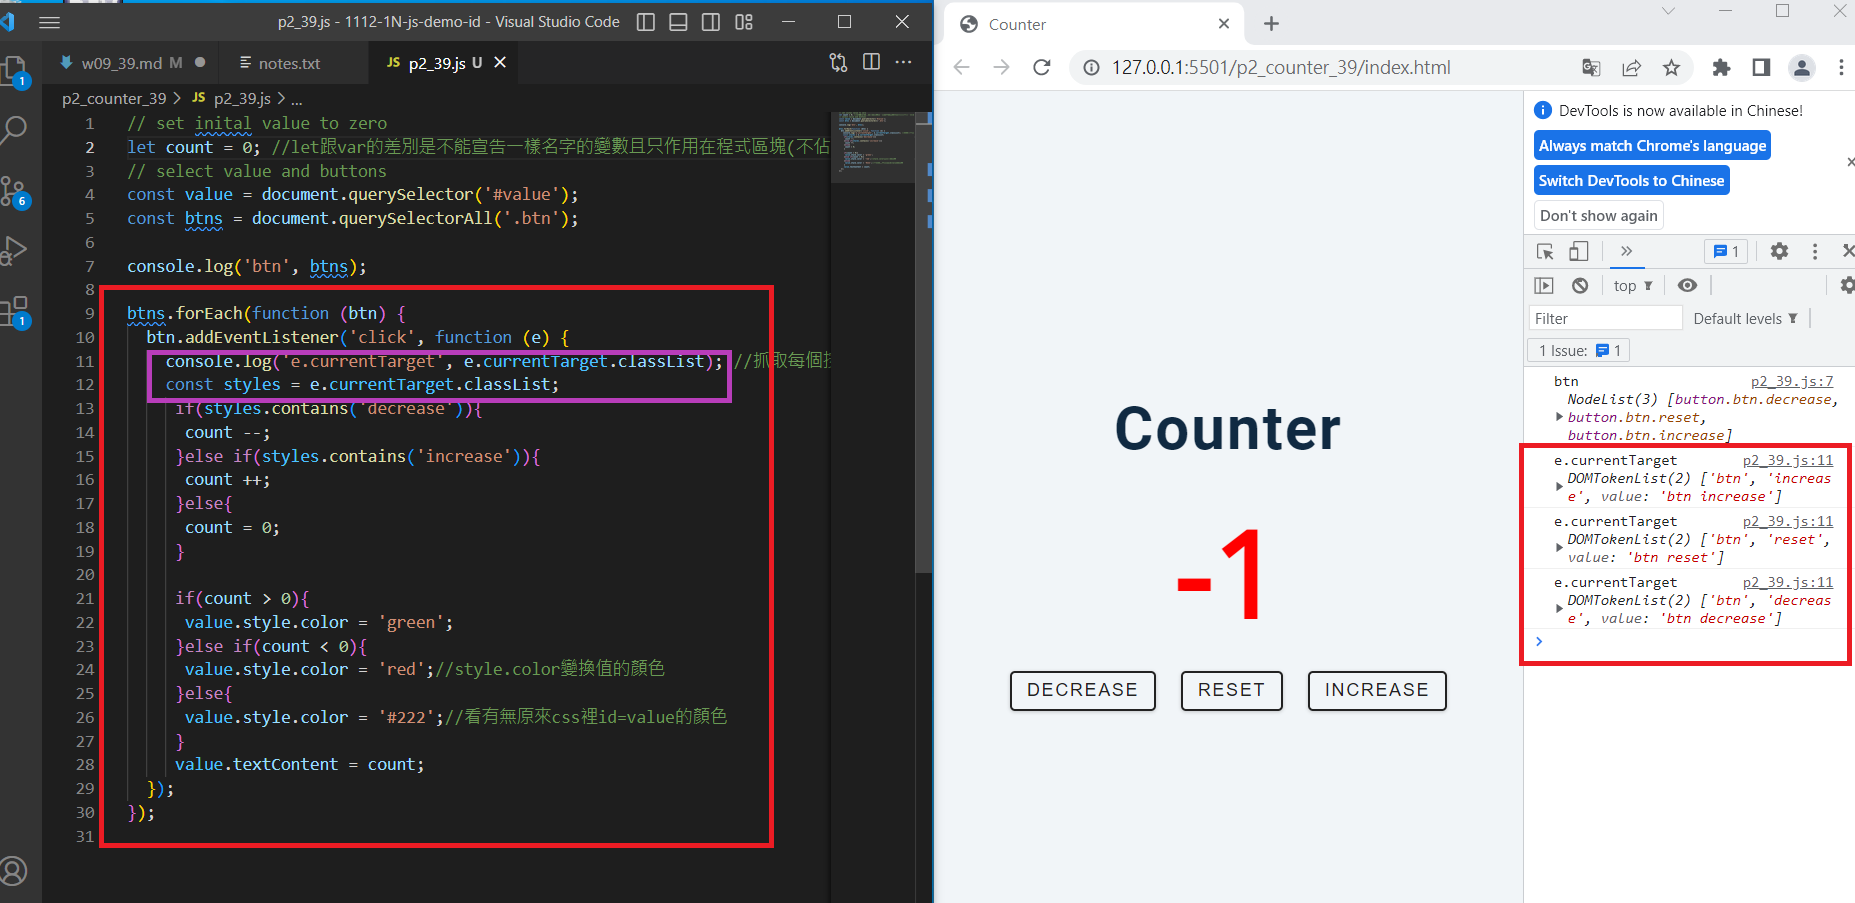 p2_39.js - 1112-1N-js-demo-id - Visual Studio Code
w09_39.md M
notes.txt
JS p2_39.js U
p2_counter_39 > JS p2_39.js > ...
1 // set inital value to zero
2 let count = 0; //let跟var的差別是不能宣告一樣名字的變數且只作用在程式區塊(不佔
3 // select value and buttons
4 const value = document.querySelector('#value');
5 const btns = document.querySelectorAll('.btn');
6
7 console.log('btn', btns);
8
9 btns.forEach(function (btn) {
10 btn.addEventListener('click', function (e) {
11 console.log('e.currentTarget', e.currentTarget.classList); //抓取每個
12 const styles = e.currentTarget.classList;
13 if(styles.contains('decrease')){
14 count --;
15 }else if(styles.contains('increase')){
16 count ++;
17 }else{
18 count = 0;
19 }
20
21 if(count > 0){
22 value.style.color = 'green';
23 }else if(count < 0){
24 value.style.color = 'red';//style.color變換值的顏色
25 }else{
26 value.style.color = '#222';//看有無原來css裡id=value的顏色
27 }
28 value.textContent = count;
29 });
30 });
31
1
6
1
Counter
127.0.0.1:5501/p2_counter_39/index.html
Counter
-1
DECREASE
RESET
INCREASE
DevTools is now available in Chinese!
Always match Chrome's language
Switch DevTools to Chinese
Don't show again
1
top
Filter
Default levels
1 Issue: 1
btn p2_39.js:7
NodeList(3) [button.btn.decrease,
button.btn.reset,
button.btn.increase]
e.currentTarget p2_39.js:11
DOMTokenList(2) ['btn', 'increas
e', value: 'btn increase']
e.currentTarget p2_39.js:11
DOMTokenList(2) ['btn', 'reset',
value: 'btn reset']
e.currentTarget p2_39.js:11
DOMTokenList(2) ['btn', 'decreas
e', value: 'btn decrease']